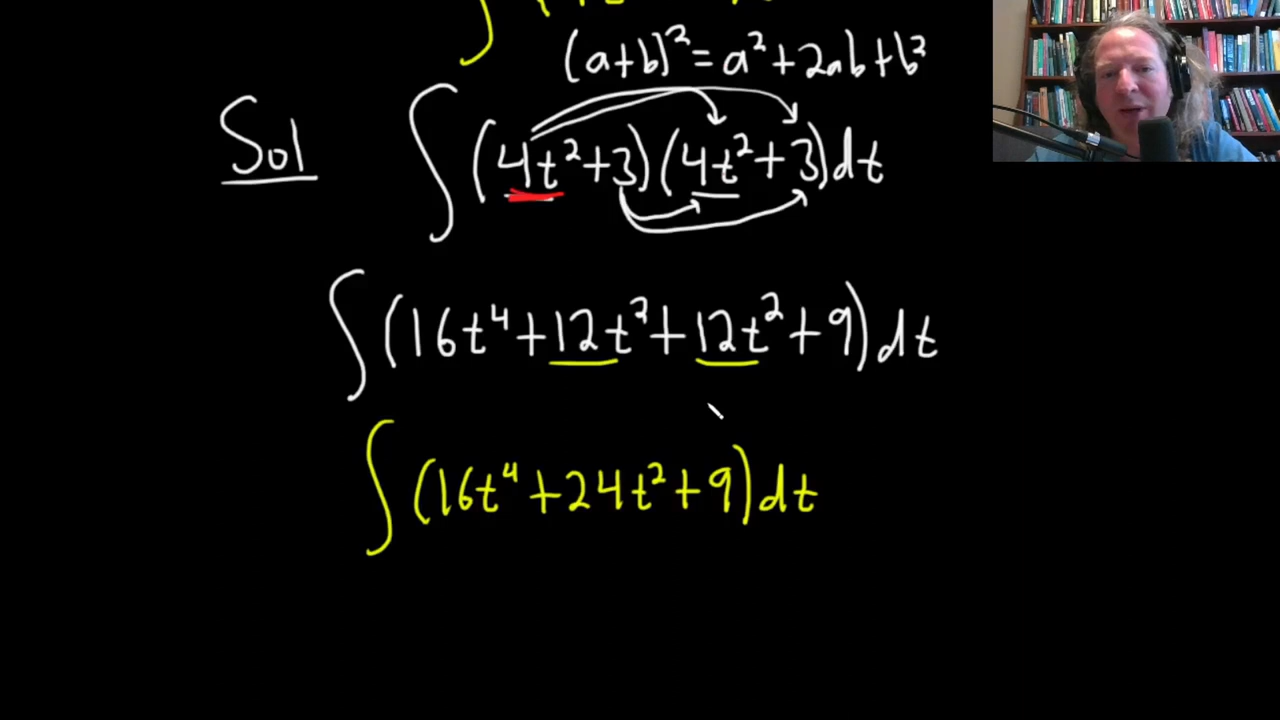 (a+b)² = a² + 2ab + b²
Sol ∫ (4t² + 3)(4t² + 3) dt
∫ (16t⁴ + 12t² + 12t² + 9) dt
∫ (16t⁴ + 24t² + 9) dt